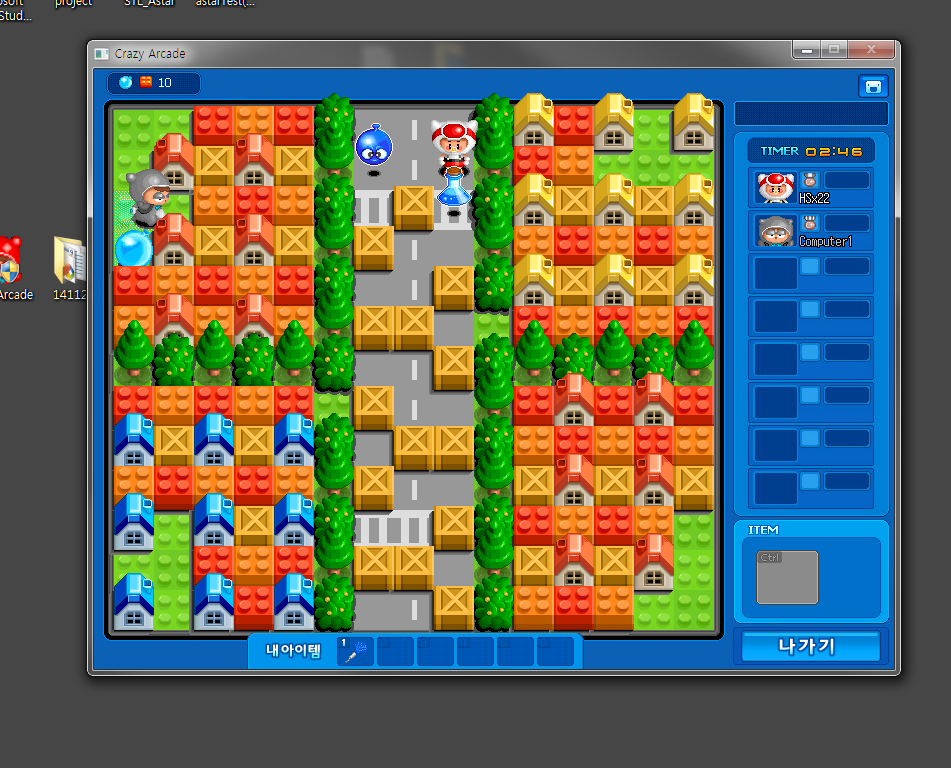 project
STL_Astar
astarTest(...
Stud...
Crazy Arcade
10
TIMER 02:46
HSx22
Computer1
Arcade
14112
ITEM
Ctrl
나가기
내아이템
1